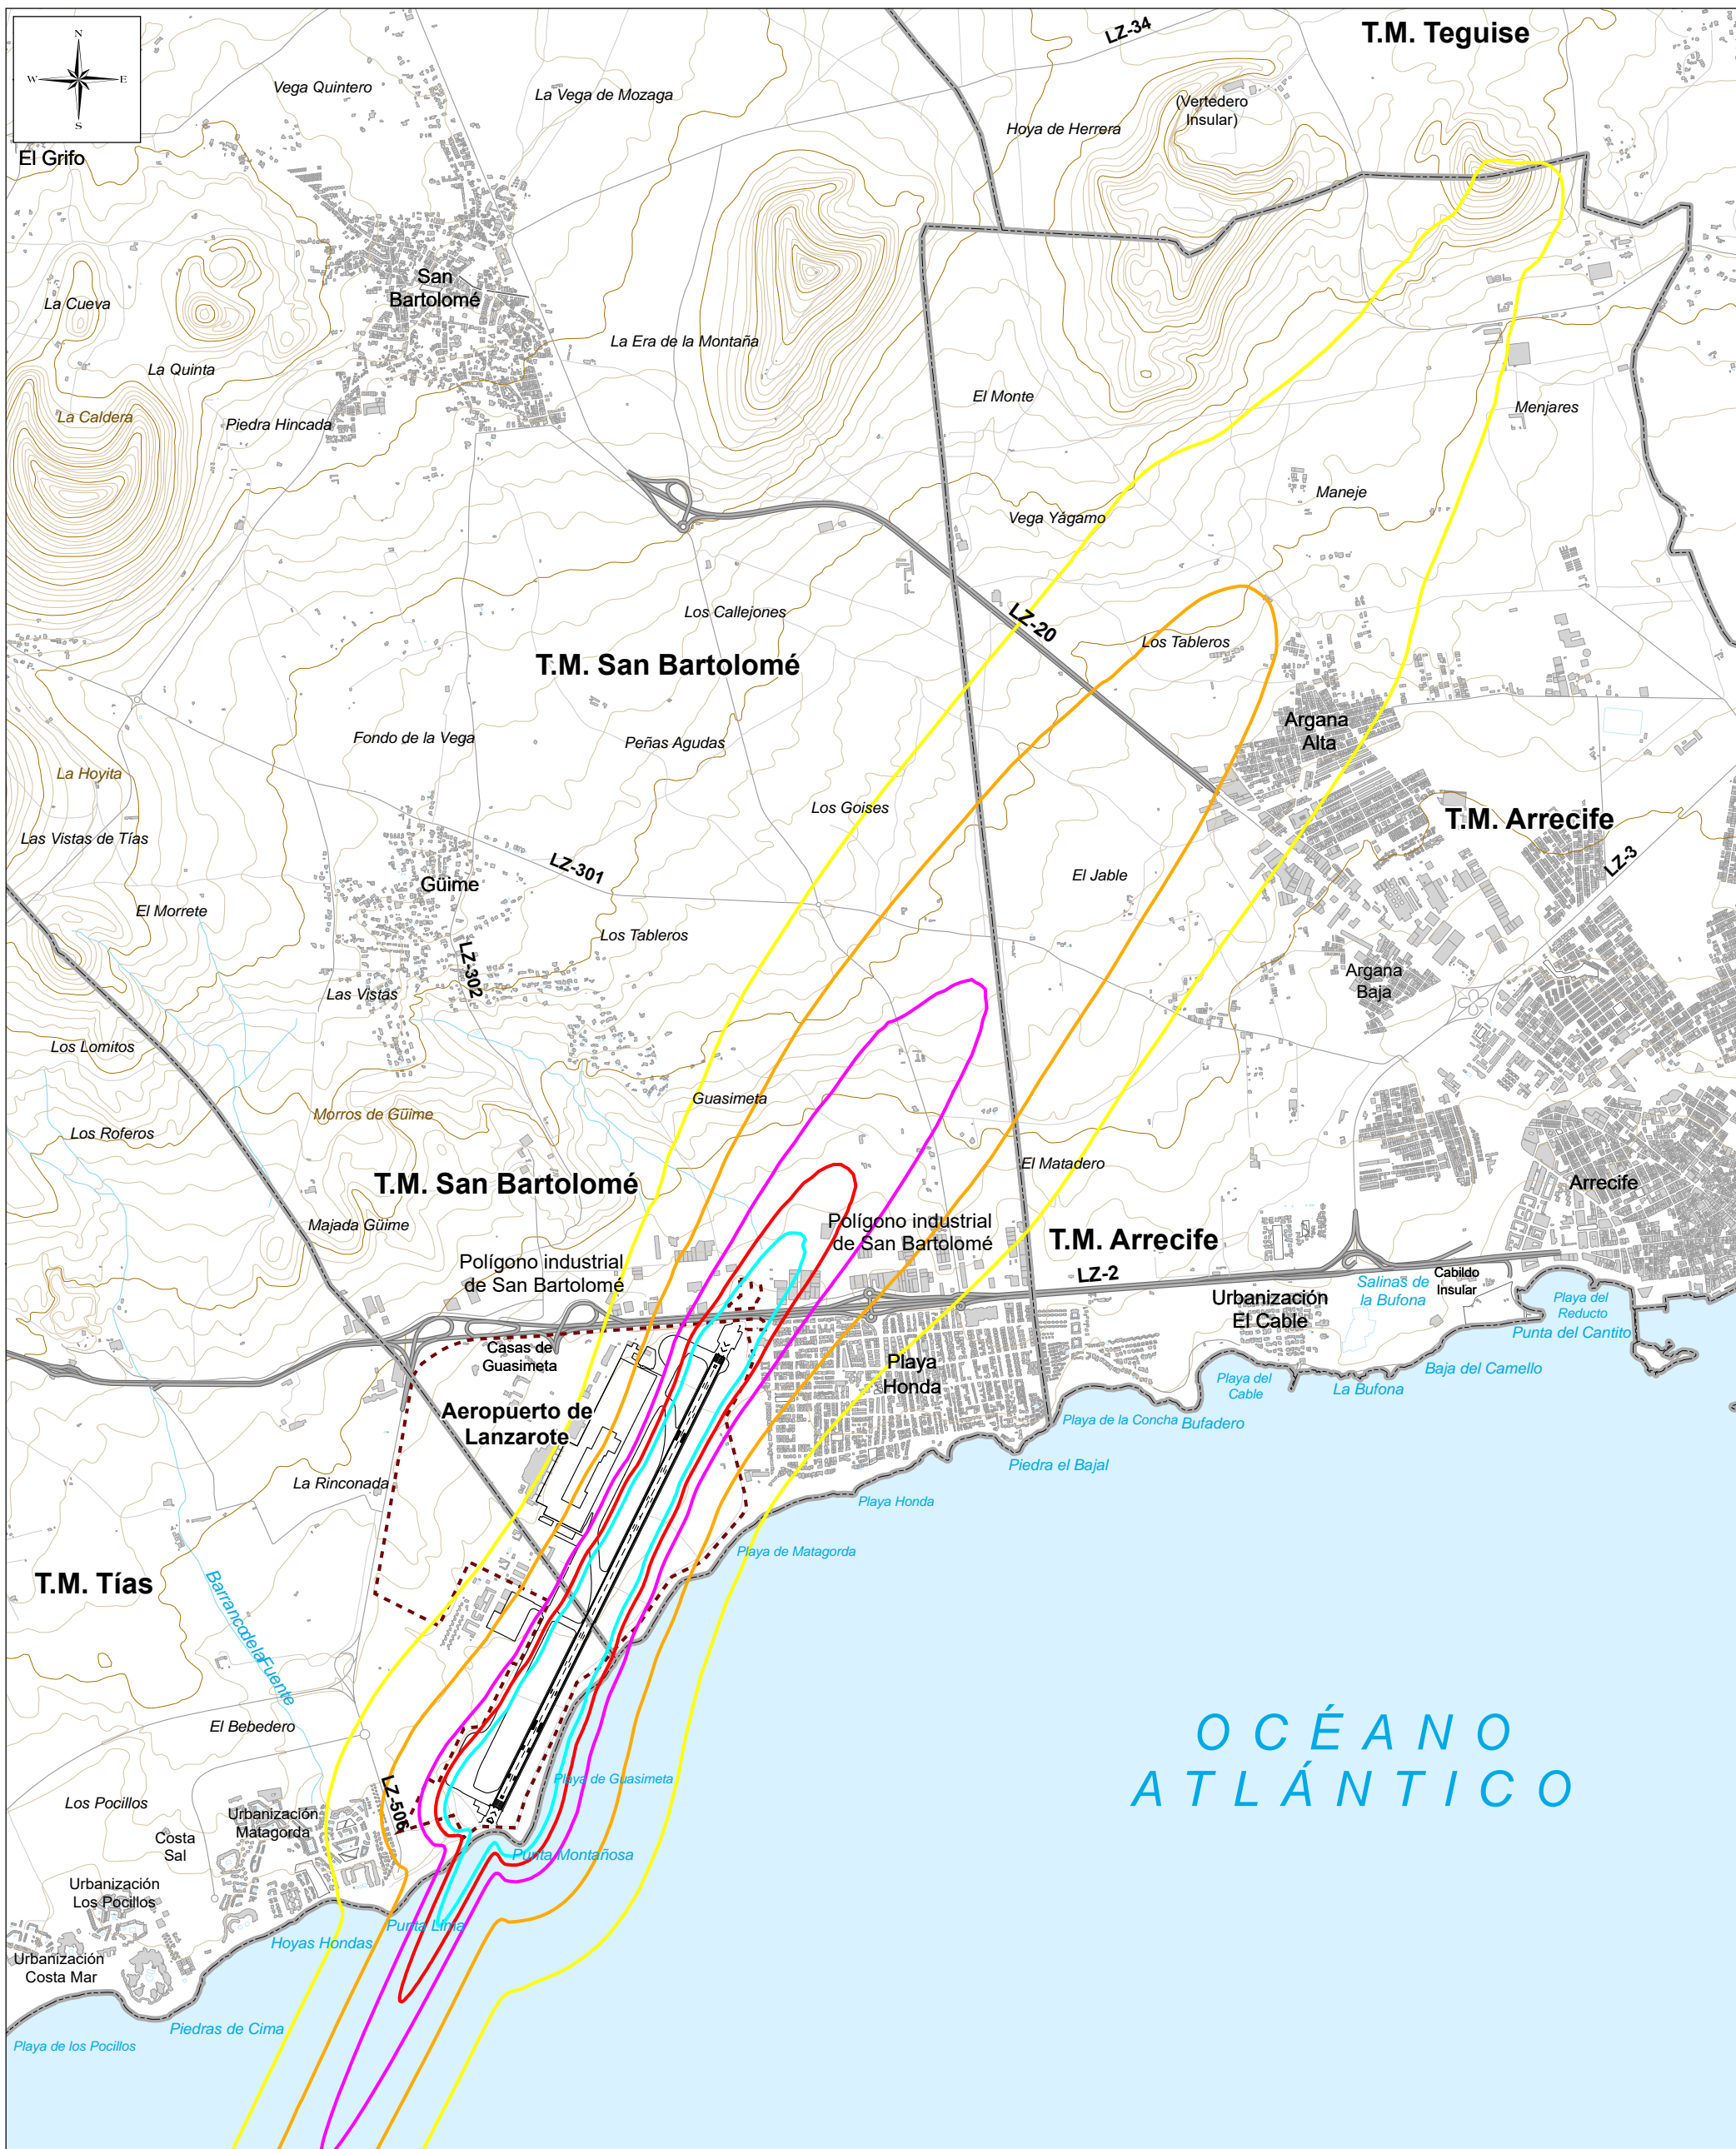 T.M. Teguise
LZ-34
N
W
E
S
Vega Quintero
La Vega de Mozaga
(Vertedero
Insular)
Hoya de Herrera
El Grifo
San
Bartolomé
La Cueva
La Era de la Montaña
La Quinta
El Monte
Menjares
La Caldera
Piedra Hincada
Maneje
Vega Yágamo
Los Callejones
LZ-20
Los Tableros
T.M. San Bartolomé
Argana
Alta
Fondo de la Vega
Peñas Agudas
La Hoyita
Los Goises
T.M. Arrecife
Las Vistas de Tías
LZ-3
LZ-301
El Jable
Güime
El Morrete
Los Tableros
LZ-302
Argana
Baja
Las Vistas
Los Lomitos
Guasimeta
Morros de Güime
Los Roferos
El Matadero
T.M. San Bartolomé
Arrecife
Majada Güime
Polígono industrial
de San Bartolomé
T.M. Arrecife
Polígono industrial
de San Bartolomé
LZ-2
Cabildo
Insular
Salinas de
la Bufona
Urbanización
El Cable
Playa del
Reducto
Punta del Cantito
Casas de
Guasimeta
Playa
Honda
Baja del Camello
Playa del
Cable
La Bufona
Aeropuerto de
Lanzarote
Playa de la Concha
Bufadero
Piedra el Bajal
La Rinconada
Playa Honda
Playa de Matagorda
T.M. Tías
Barranco de la Fuente
El Bebedero
OCÉANO
ATLÁNTICO
Playa de Guasimeta
LZ-506
Los Pocillos
Urbanización
Matagorda
Costa
Sal
Punta Montañosa
Urbanización
Los Pocillos
Punta Lima
Hoyas Hondas
Urbanización
Costa Mar
Piedras de Cima
Playa de los Pocillos